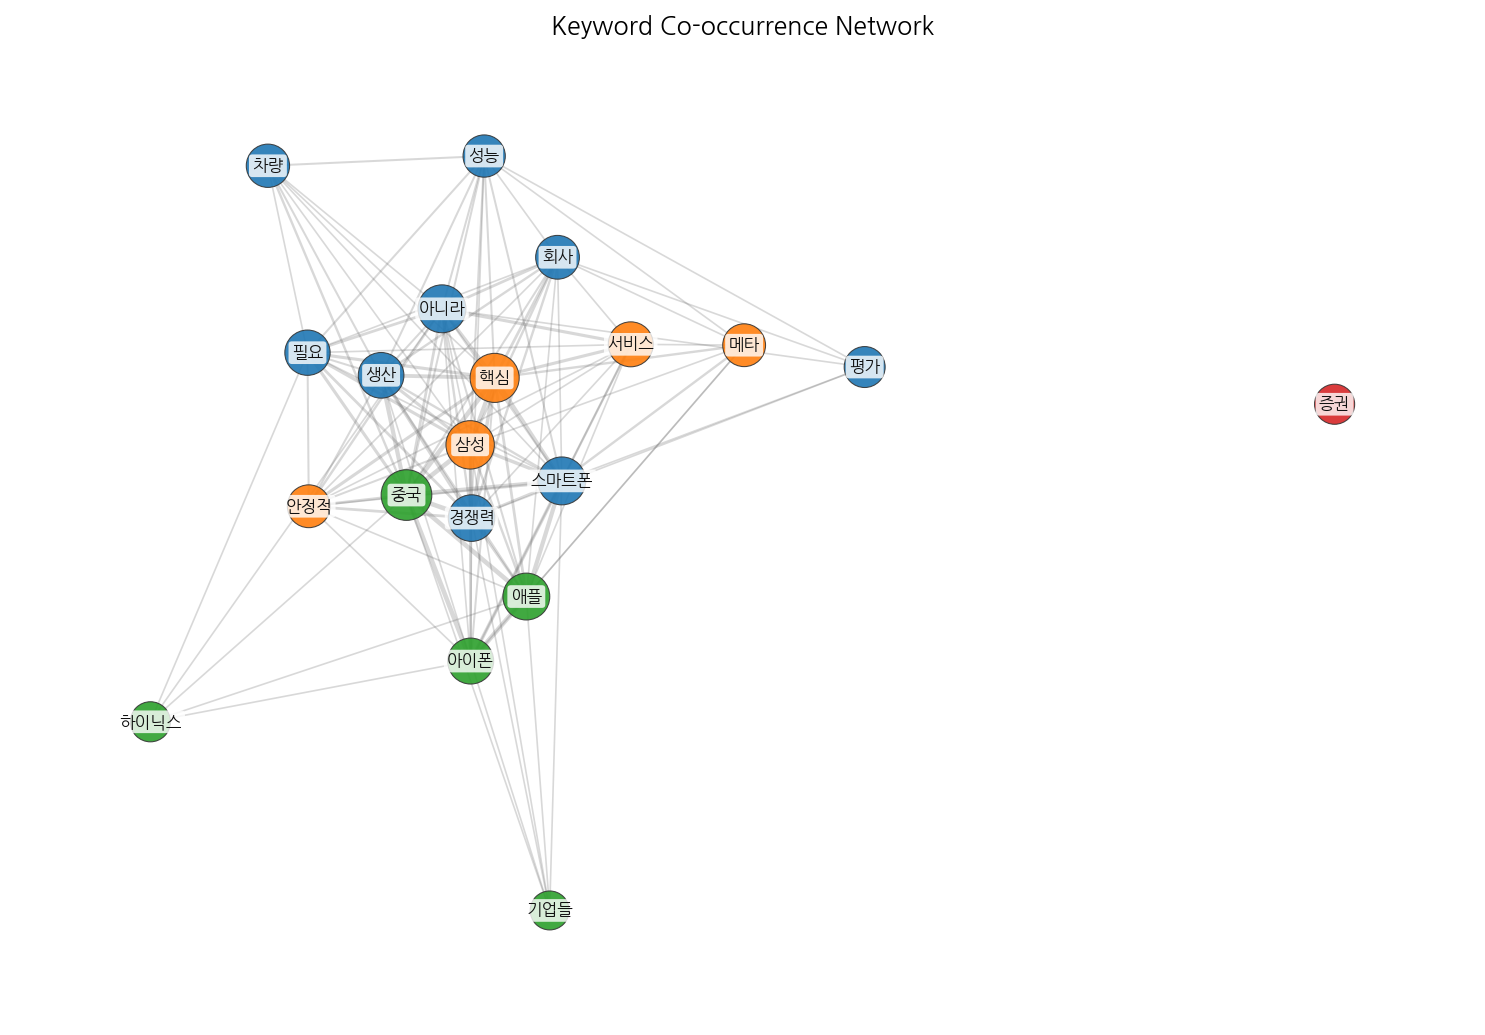 Keyword Co-occurrence Network
차량
성능
회사
아니라
서비스
메타
필요
평가
생산
핵심
증권
삼성
스마트폰
중국
안정적
경쟁력
애플
아이폰
하이닉스
기업들